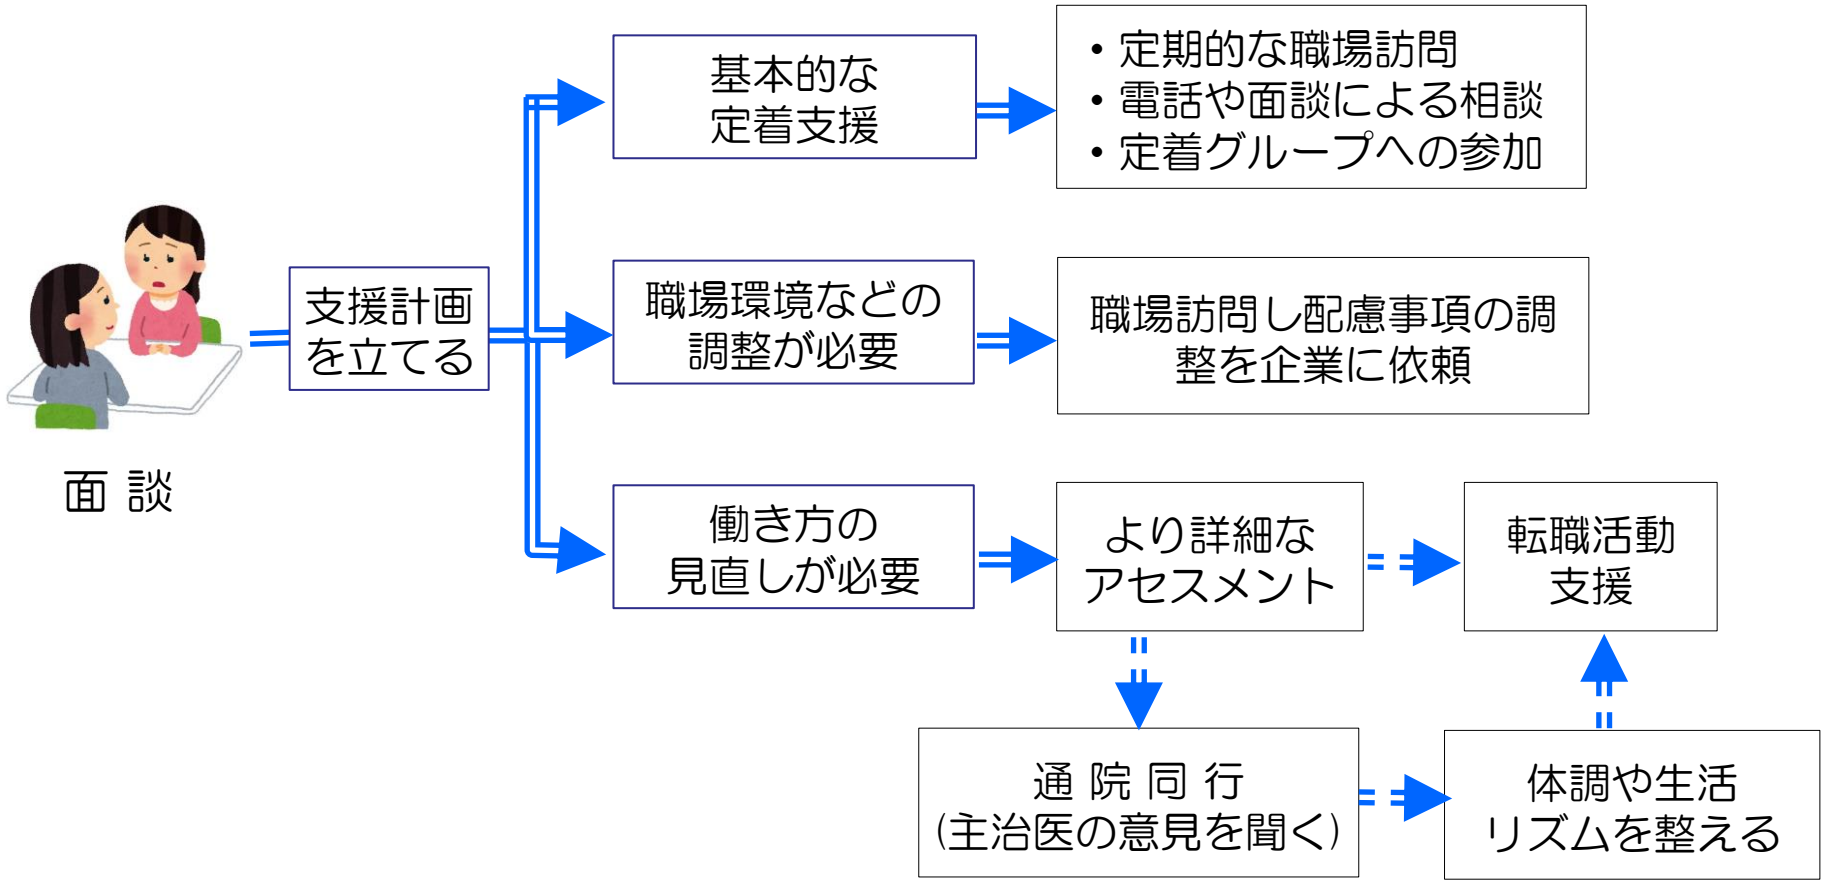 面 談
支援計画
を立てる
基本的な
定着支援
・定期的な職場訪問
・電話や面談による相談
・定着グループへの参加
職場環境などの
調整が必要
職場訪問し配慮事項の調
整を企業に依頼
働き方の
見直しが必要
より詳細な
アセスメント
転職活動
支援
通 院 同 行
(主治医の意見を聞く)
体調や生活
リズムを整える